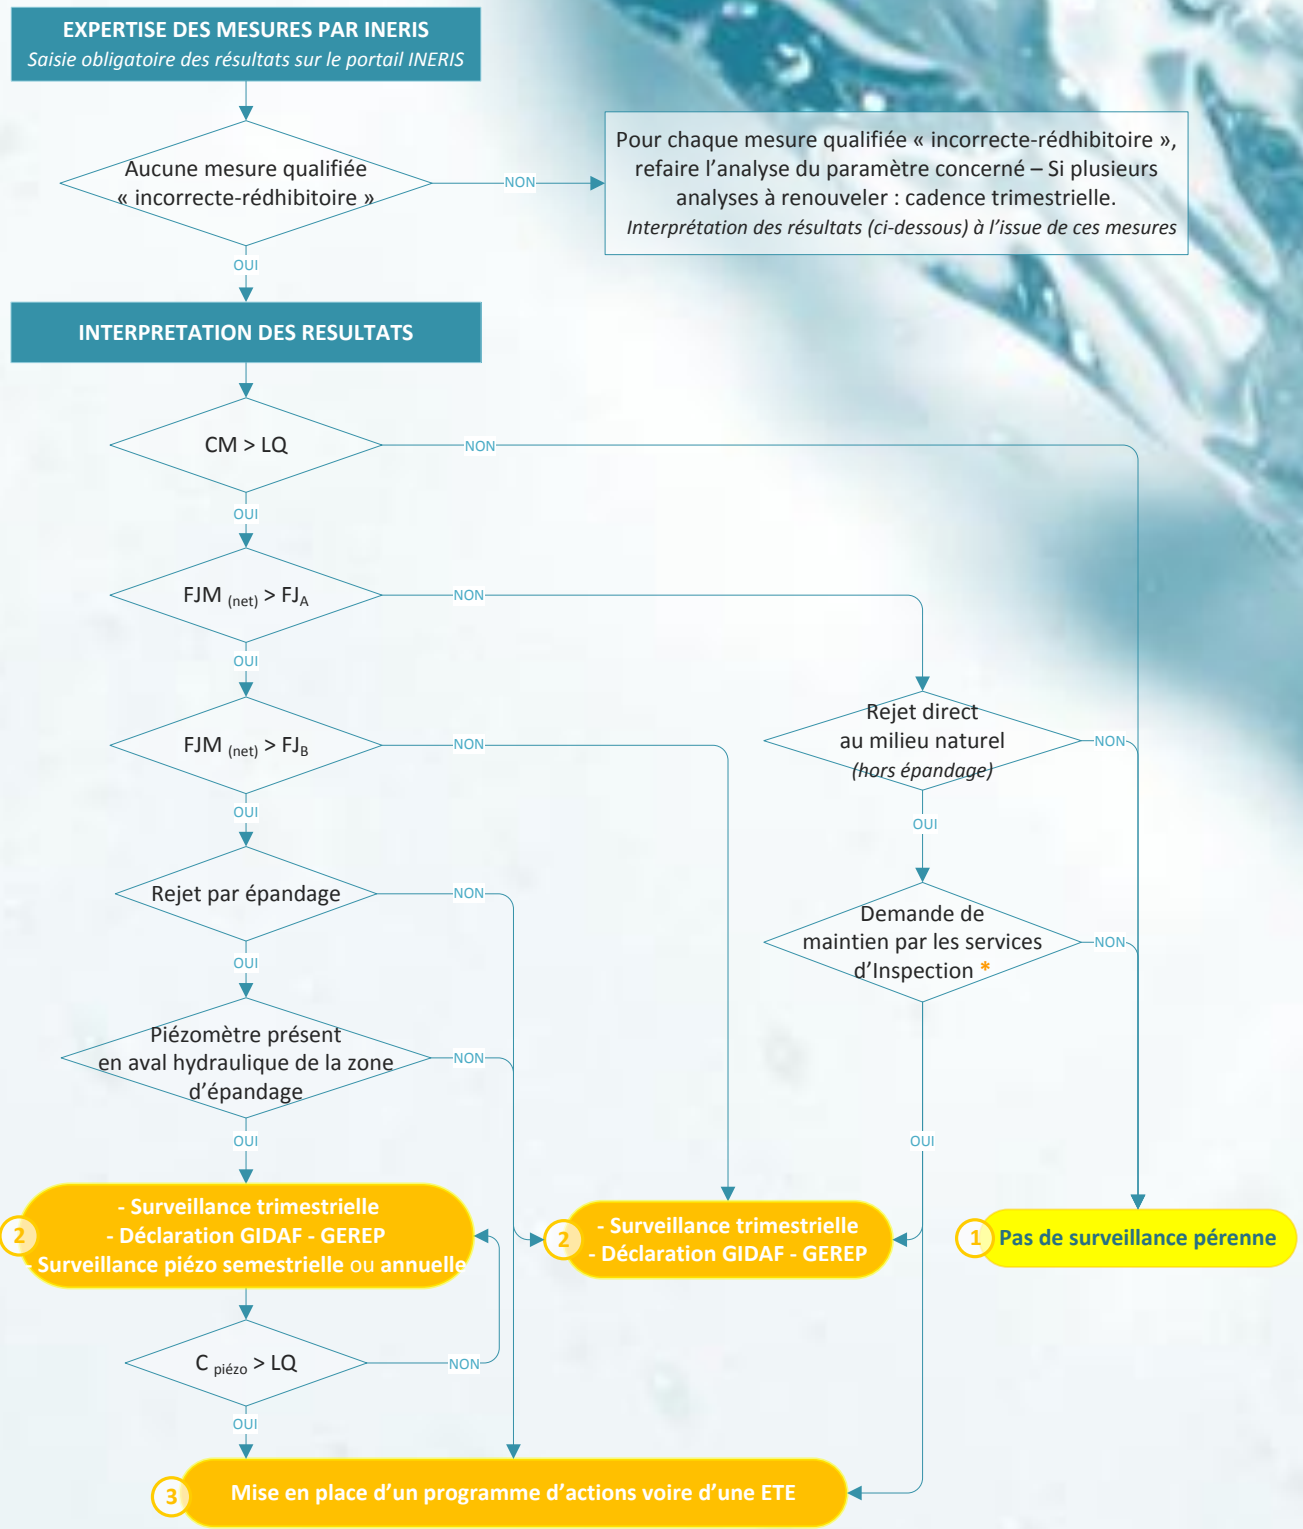 EXPERTISE DES MESURES PAR INERIS
Saisie obligatoire des résultats sur le portail INERIS
Aucune mesure qualifiée
« incorrecte-rédhibitoire »
NON
Pour chaque mesure qualifiée « incorrecte-rédhibitoire »,
refaire l’analyse du paramètre concerné – Si plusieurs
analyses à renouveler : cadence trimestrielle.
Interprétation des résultats (ci-dessous) à l’issue de ces mesures
OUI
INTERPRETATION DES RESULTATS
CM > LQ
NON
OUI
FJM (net) > FJA
NON
OUI
FJM (net) > FJB
NON
Rejet direct
au milieu naturel
(hors épandage)
NON
OUI
OUI
Rejet par épandage
NON
Demande de
maintien par les services
d’Inspection *
NON
OUI
Piézomètre présent
en aval hydraulique de la zone
d’épandage
NON
OUI
OUI
2
- Surveillance trimestrielle
- Déclaration GIDAF - GEREP
- Surveillance piézo semestrielle ou annuelle
2
- Surveillance trimestrielle
- Déclaration GIDAF - GEREP
1 Pas de surveillance pérenne
C piézo > LQ
NON
OUI
3 Mise en place d’un programme d’actions voire d’une ETE